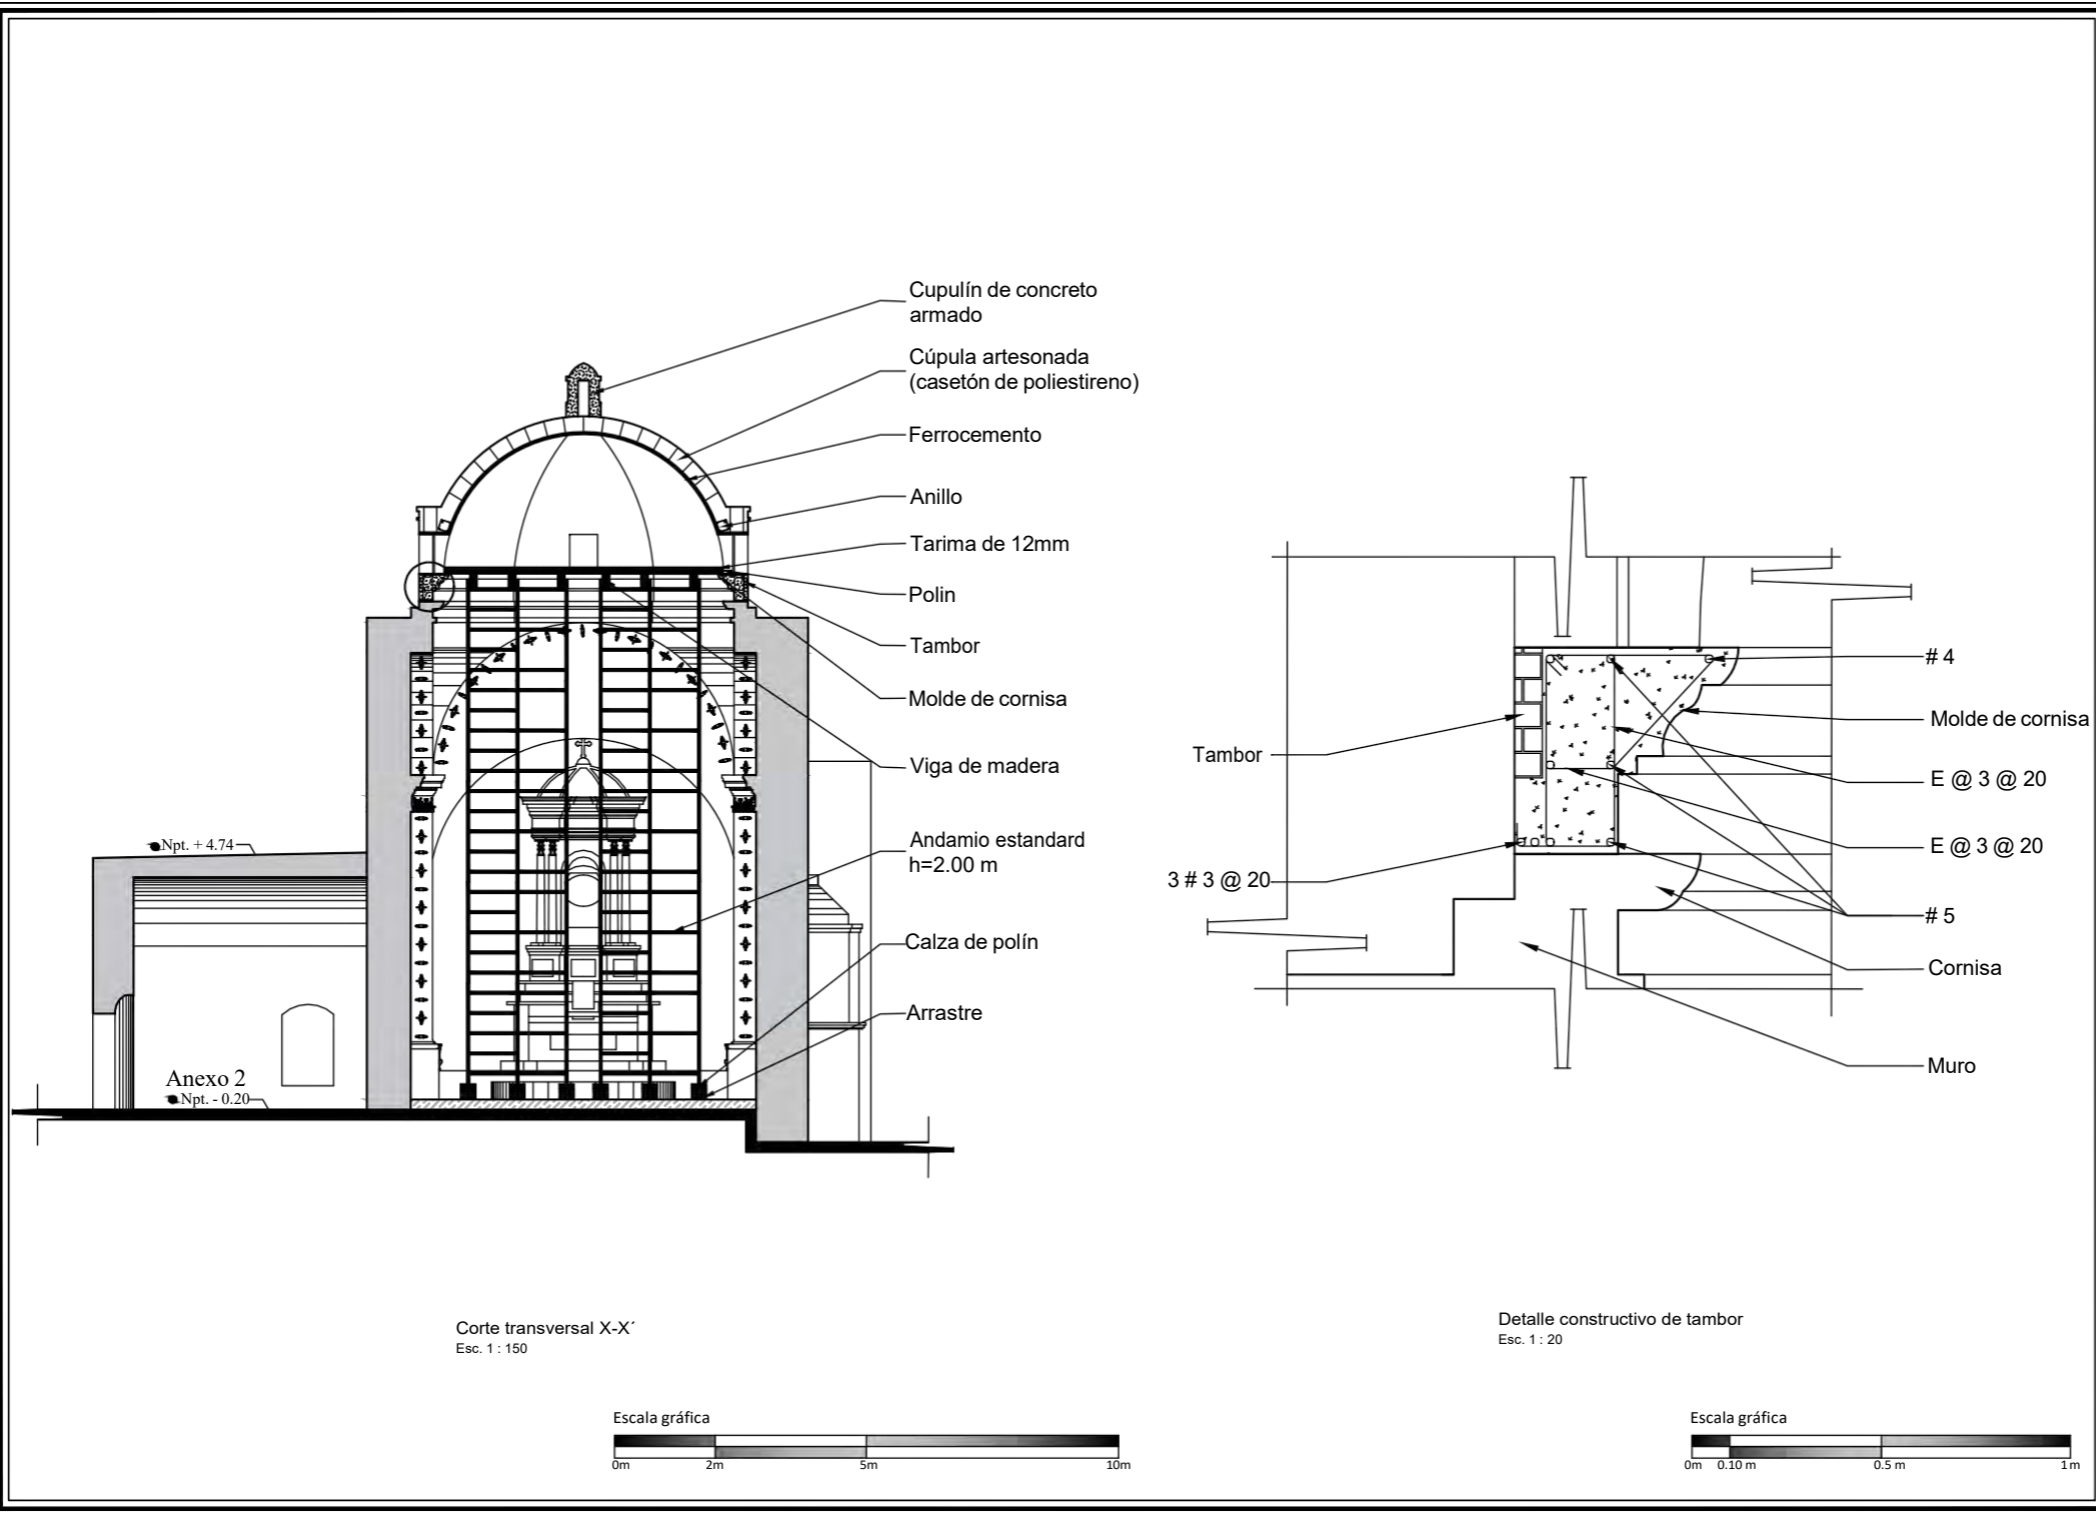 Cupulín de concreto
armado
Cúpula artesonada
(casetón de poliestireno)
Ferrocemento
Anillo
Tarima de 12mm
Polin
Tambor
Molde de cornisa
Viga de madera
Andamio estandard
h=2.00 m
Calza de polín
Arrastre
Npt. + 4.74
Anexo 2
Npt. - 0.20
Corte transversal X-X´
Esc. 1 : 150
Escala gráfica
0m 2m 5m 10m
# 4
Molde de cornisa
Tambor
E @ 3 @ 20
E @ 3 @ 20
3 # 3 @ 20
# 5
Cornisa
Muro
Detalle constructivo de tambor
Esc. 1 : 20
Escala gráfica
0m 0.10 m 0.5 m 1 m